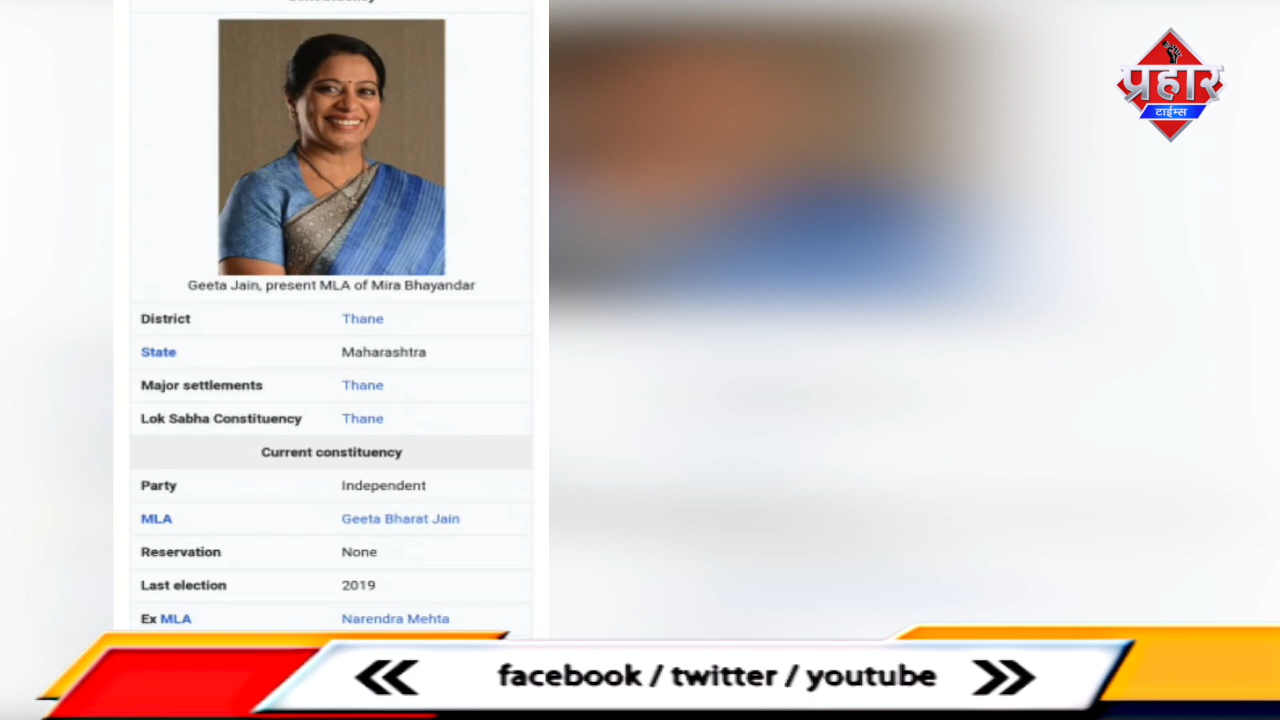 Constituency
प्रहार
टाईम्स
Geeta Jain, present MLA of Mira Bhayandar
District Thane
State Maharashtra
Major settlements Thane
Lok Sabha Constituency Thane
Current constituency
Party Independent
MLA Geeta Bharat Jain
Reservation None
Last election 2019
Ex MLA Narendra Mehta
facebook / twitter / youtube